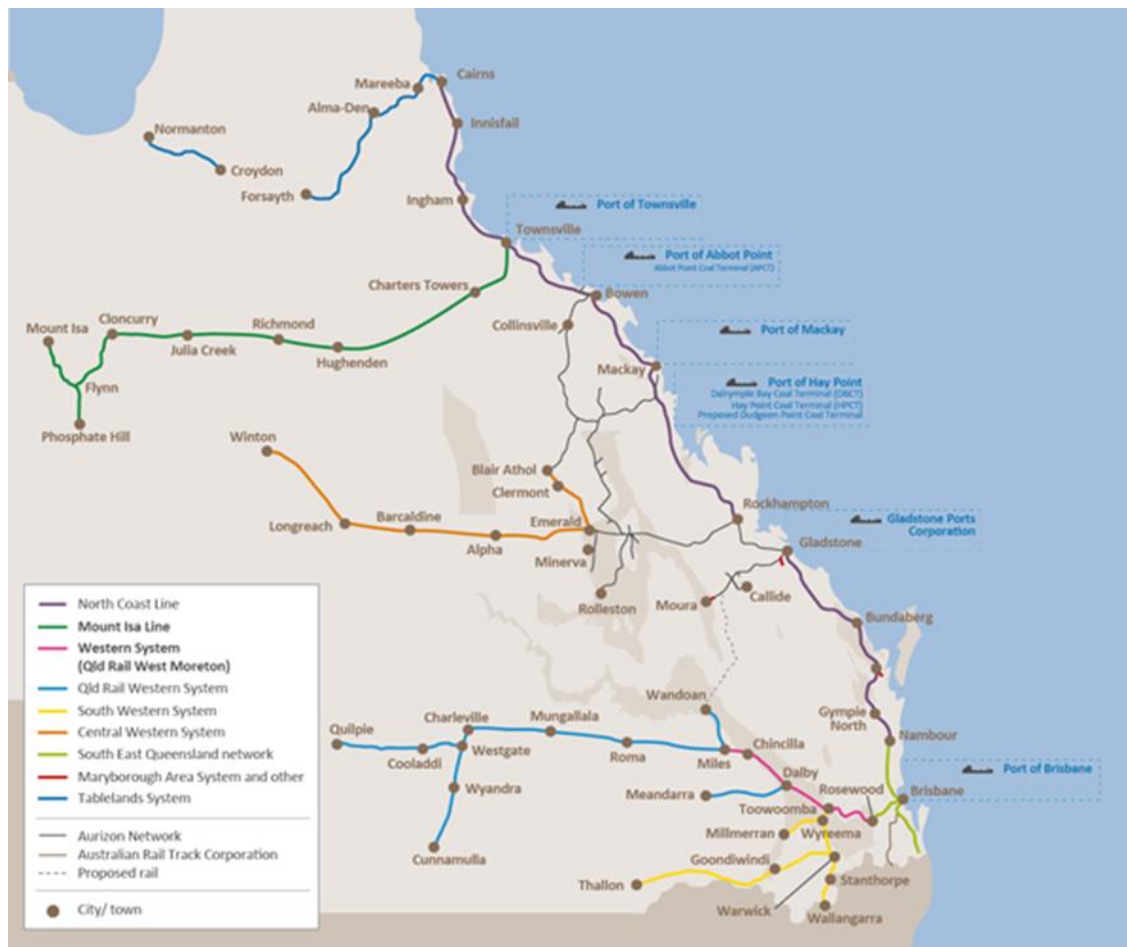 Cairns
Mareeba
Alma-Den
Innisfail
Normanton
Croydon
Forsayth
Ingham
Port of Townsville
Townsville
Port of Abbot Point
Abbot Point Coal Terminal (APCT)
Charters Towers
Bowen
Collinsville
Mount Isa
Cloncurry
Julia Creek
Richmond
Hughenden
Port of Mackay
Mackay
Flynn
Port of Hay Point
Dalrymple Bay Coal Terminal (DBCT)
Hay Point Coal Terminal (HPCT)
Proposed Dudgeon Point Coal Terminal
Phosphate Hill
Winton
Blair Athol
Clermont
Longreach
Barcaldine
Alpha
Emerald
Minerva
Rockhampton
Gladstone Ports
Corporation
Gladstone
Rolleston
Moura
Callide
Bundaberg
North Coast Line
Mount Isa Line
Western System
(Qld Rail West Moreton)
Qld Rail Western System
South Western System
Central Western System
South East Queensland network
Maryborough Area System and other
Tablelands System
Aurizon Network
Australian Rail Track Corporation
Proposed rail
City/ town
Wandoan
Gympie
North
Nambour
Quilpie
Charleville
Mungallala
Cooladdi
Westgate
Roma
Miles
Chincilla
Dalby
Port of Brisbane
Wyandra
Meandarra
Rosewood
Brisbane
Toowoomba
Millmerran
Wyreema
Cunnamulla
Goondiwindi
Stanthorpe
Thallon
Warwick
Wallangarra